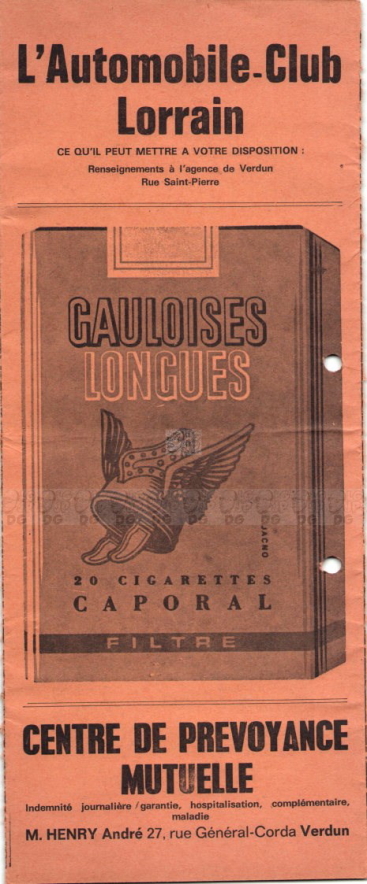 L'Automobile-Club
Lorrain
CE QU'IL PEUT METTRE A VOTRE DISPOSITION :
Renseignements à l'agence de Verdun
Rue Saint-Pierre
GAULOISES
LONGUES
JACNO
20 CIGARETTES
CAPORAL
FILTRE
CENTRE DE PREVOYANCE
MUTUELLE
Indemnité journalière/garantie, hospitalisation, complémentaire,
maladie
M. HENRY André 27, rue Général-Corda Verdun